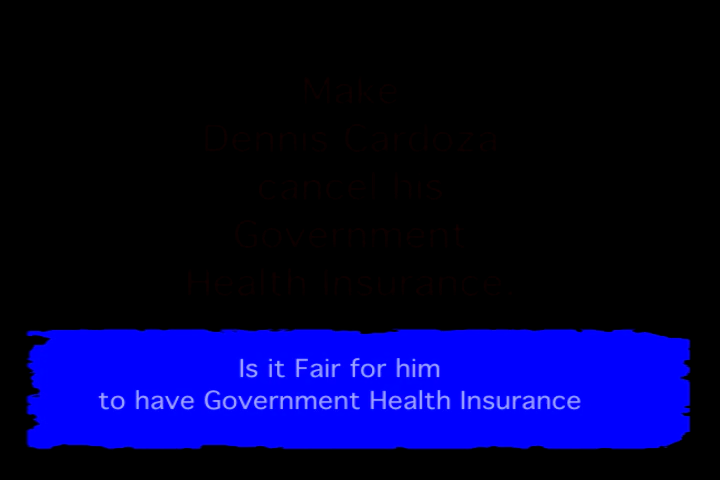 Make
Dennis Cardoza
cancel his
Government
Health Insurance.
Is it Fair for him
to have Government Health Insurance